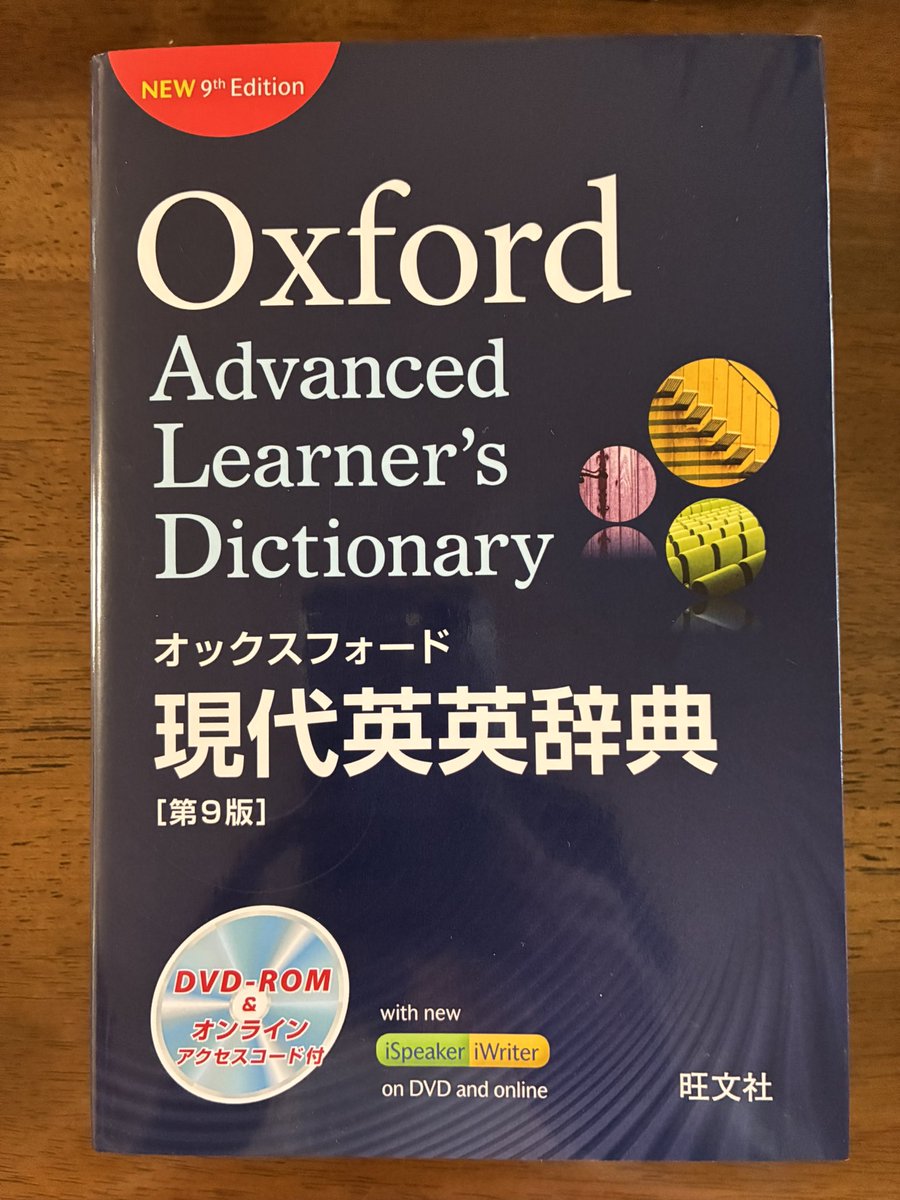 NEW 9th Edition
Oxford
Advanced
Learner's
Dictionary
オックスフォード
現代英英辞典
[第9版]
DVD-ROM
&
オンライン
アクセスコード付
with new
iSpeaker iWriter
on DVD and online
旺文社